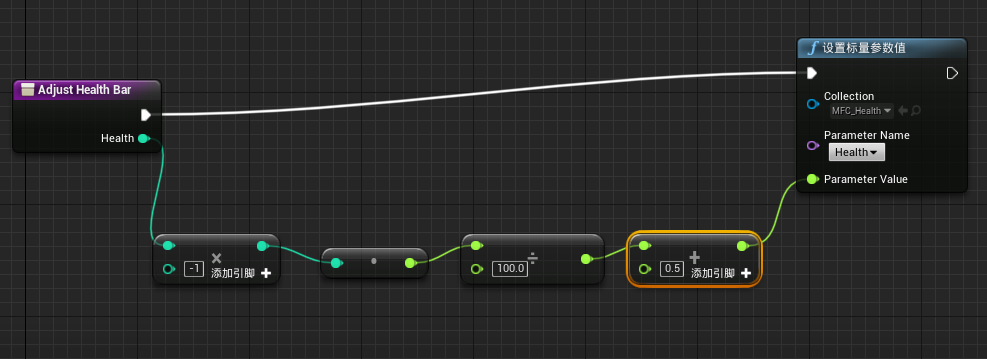 设置标量参数值
Adjust Health Bar
Collection
MFC_Health
Health
Parameter Name
Health
Parameter Value
-1
×
添加引脚 +
100.0
÷
0.5
+
添加引脚 +